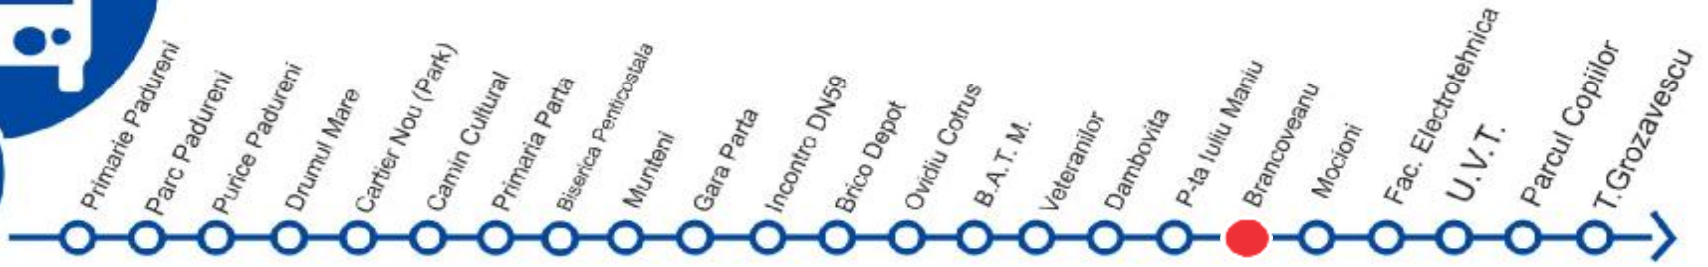 Primarie Padureni
Parc Padureni
Purice Padureni
Drumul Mare
Cartier Nou (Park)
Camin Cultural
Primaria Parta
Biserica Penticostala
Munteni
Gara Parta
Incontro DN59
Brico Depot
Ovidiu Cotrus
B.A.T. M.
Veteranilor
Dambovita
P-ta Iuliu Maniu
Brancoveanu
Mocioni
Fac. Electrotehnica
U.V.T.
Parcul Copiilor
T.Grozavescu